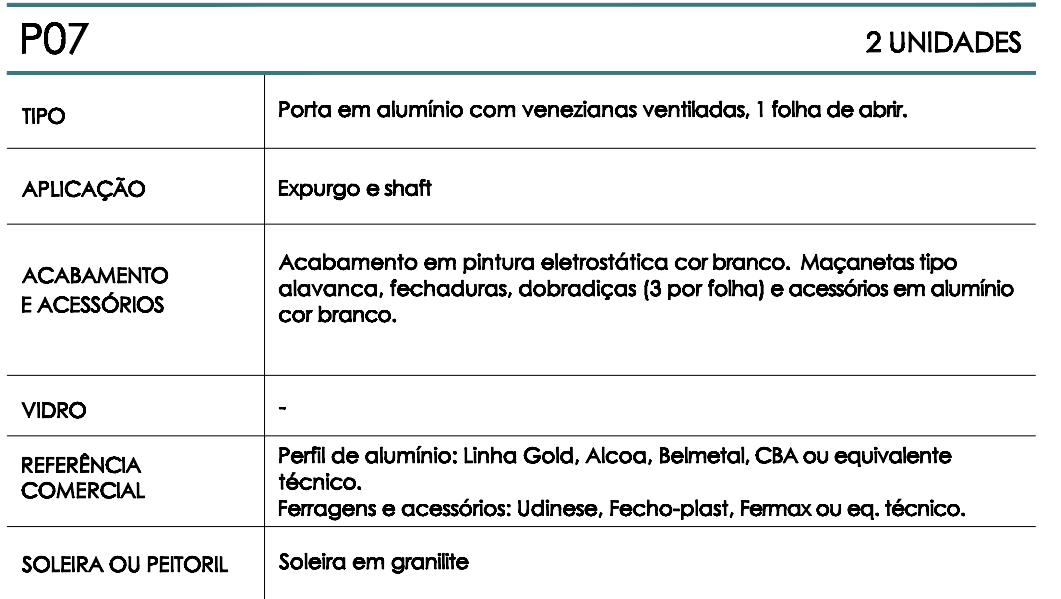 P07
2 UNIDADES
TIPO
Porta em alumínio com venezianas ventiladas, 1 folha de abrir.
APLICAÇÃO
Expurgo e shaft
ACABAMENTO
E ACESSÓRIOS
Acabamento em pintura eletrostática cor branco. Maçanetas tipo
alavanca, fechaduras, dobradiças (3 por folha) e acessórios em alumínio
cor branco.
VIDRO
-
REFERÊNCIA
COMERCIAL
Perfil de alumínio: Linha Gold, Alcoa, Belmetal, CBA ou equivalente
técnico.
Ferragens e acessórios: Udinese, Fecho-plast, Fermax ou eq. técnico.
SOLEIRA OU PEITORIL
Soleira em granilite